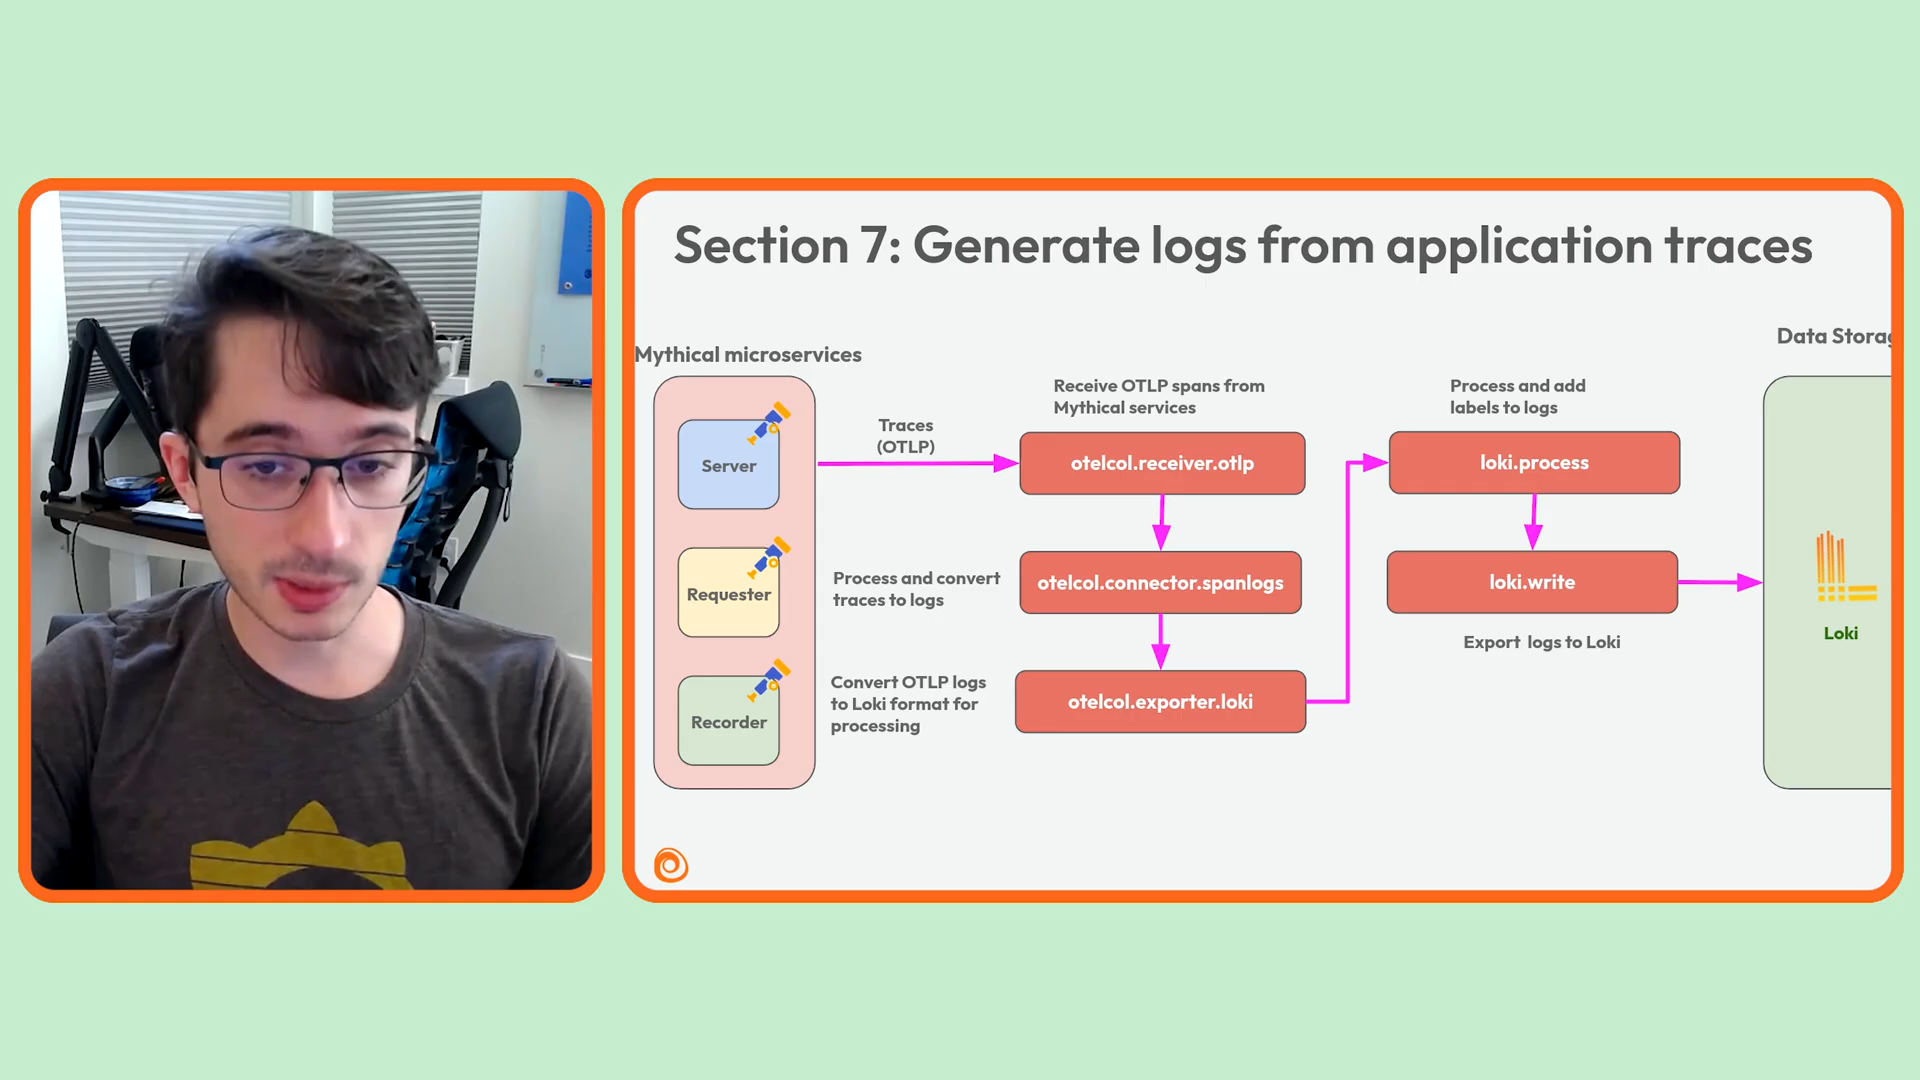 Section 7: Generate logs from application traces
Mythical microservices
Server
Requester
Recorder
Traces
(OTLP)
Process and convert
traces to logs
Convert OTLP logs
to Loki format for
processing
Receive OTLP spans from
Mythical services
otelcol.receiver.otlp
otelcol.connector.spanlogs
otelcol.exporter.loki
Process and add
labels to logs
loki.process
loki.write
Export logs to Loki
Data Storag
Loki